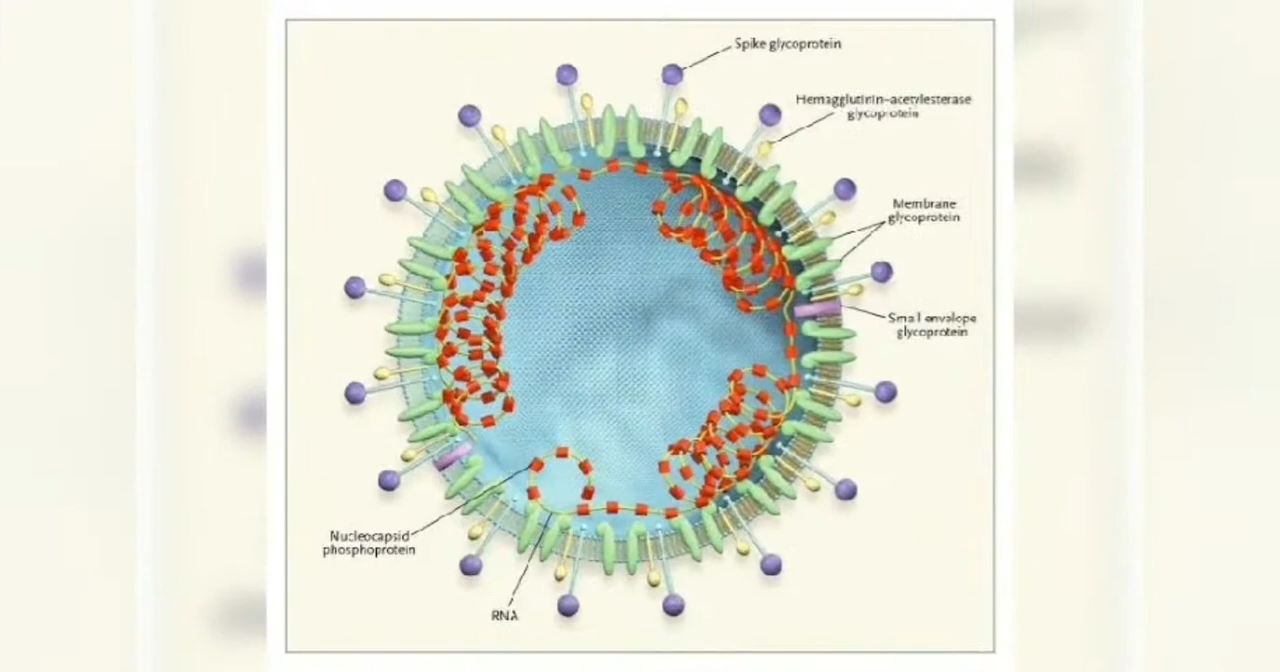 Spike glycoprotein
Hemagglutinin–acetylesterase
glycoprotein
Membrane
glycoprotein
Small envelope
glycoprotein
Nucleocapsid
phosphoprotein
RNA